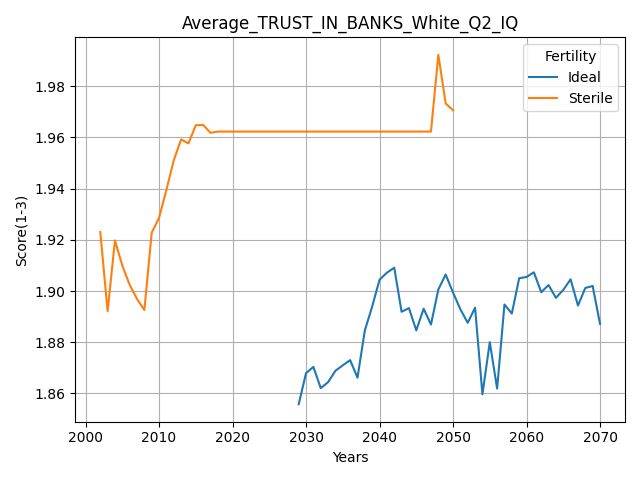 Average_TRUST_IN_BANKS_White_Q2_IQ
Fertility
Ideal
Sterile
Score(1-3)
1.98
1.96
1.94
1.92
1.90
1.88
1.86
2000 2010 2020 2030 2040 2050 2060 2070
Years